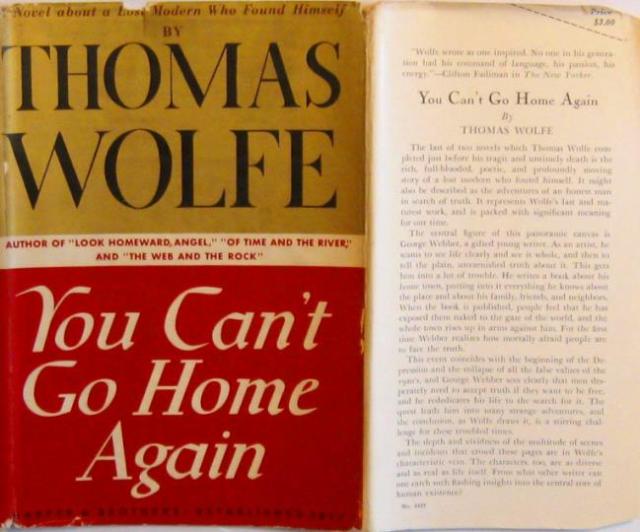 Novel about a Lost Modern Who Found Himself
BY
THOMAS
WOLFE
AUTHOR OF "LOOK HOMEWARD, ANGEL," "OF TIME AND THE RIVER,"
AND "THE WEB AND THE ROCK"
You Can't
Go Home
Again
HARPER & BROTHERS · ESTABLISHED 1817
Price
$3.00
"Wolfe wrote as one inspired. No one in his genera-
tion had his command of language, his passion, his
energy."—Clifton Fadiman in The New Yorker.
You Can't Go Home Again
By
THOMAS WOLFE
The last of two novels which Thomas Wolfe com-
pleted just before his tragic and untimely death is the
rich, full-blooded, poetic, and profoundly moving
story of a lost modern who found himself. It might
also be described as the adventures of an honest man
in search of truth. It represents Wolfe's last and ma-
turest work, and is packed with significant meaning
for our time.
The central figure of this panoramic canvas is
George Webber, a gifted young writer. As an artist, he
wants to see life clearly and see it whole, and then to
tell the plain, unvarnished truth about it. This gets
him into a lot of trouble. He writes a book about his
home town, putting into it everything he knows about
the place and about his family, friends, and neighbors.
When the book is published, people feel that he has
exposed them naked to the gaze of the world, and the
whole town rises up in arms against him. For the first
time Webber realizes how mortally afraid people are
to face the truth.
This event coincides with the beginning of the De-
pression and the collapse of all the false values of the
1920's, and George Webber sees clearly that men des-
perately need to accept truth if they want to be free,
and he rededicates his life to the search for it. The
quest leads him into many strange adventures, and
the conclusion, as Wolfe draws it, is a stirring chal-
lenge for these troubled times.
The depth and vividness of the multitude of scenes
and incidents that crowd these pages are in Wolfe's
characteristic vein. The characters, too, are as diverse
and as real as life itself. From what other writer can
one catch such flashing insights into the central core of
human existence?
No.